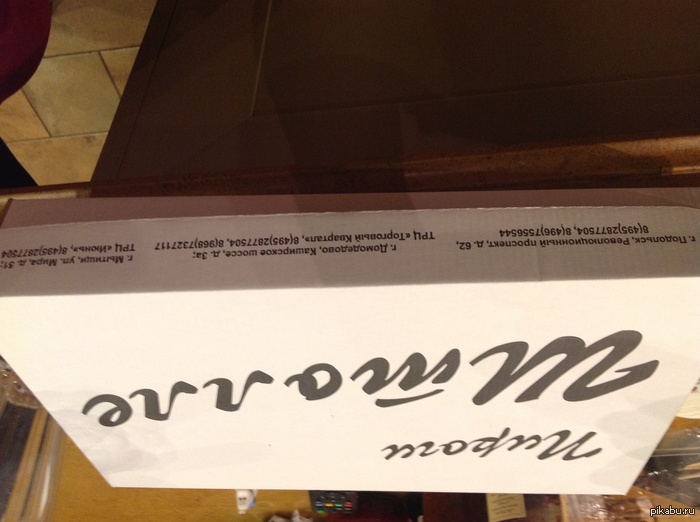 Пироги
Штолле
г. Подольск, Революционный проспект, д. 62,
8(495)2877504, 8(496)7556544
г. Домодедово, Каширское шоссе, д. 3а;
ТРЦ «Торговый Квартал», 8(495)2877504, 8(968)7327117
г. Мытищи, ул. Мира, д. 51;
ТРЦ «Июнь», 8(495)2877504
pikabu.ru